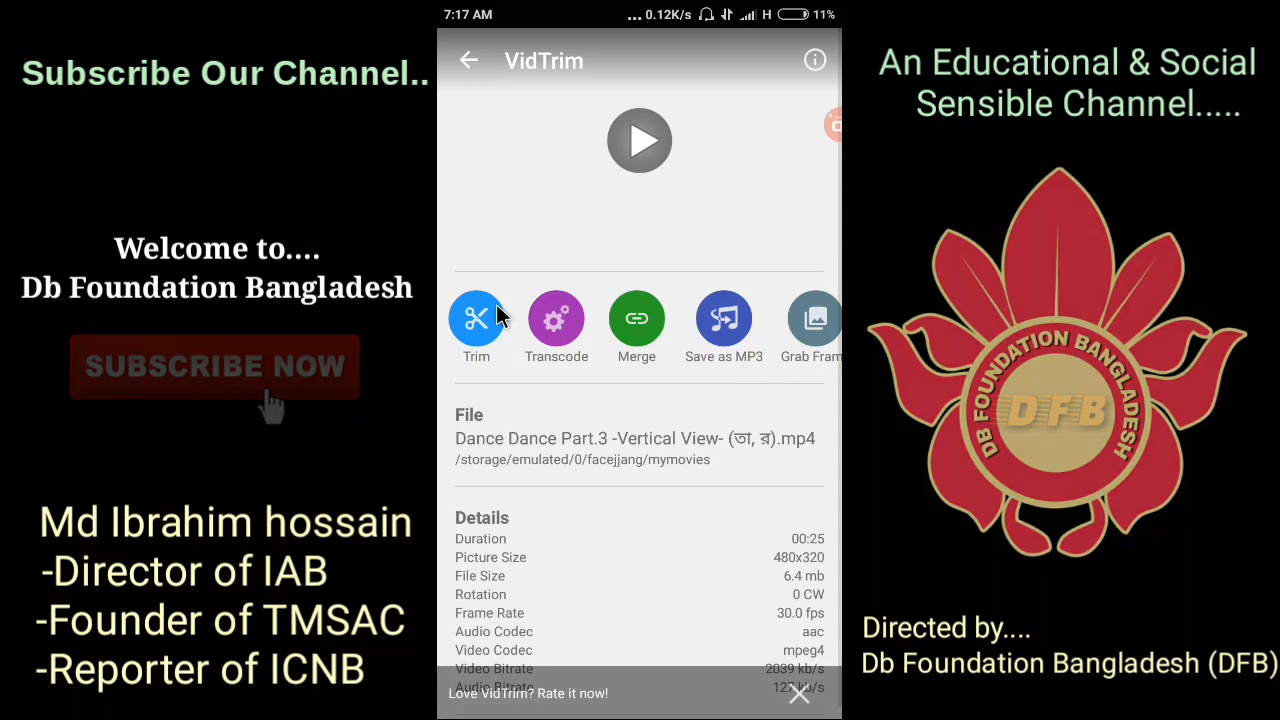 Subscribe Our Channel..
Welcome to....
Db Foundation Bangladesh
SUBSCRIBE NOW
Md Ibrahim hossain
-Director of IAB
-Founder of TMSAC
-Reporter of ICNB
7:17 AM ... 0.12K/s H 11%
VidTrim
Trim Transcode Merge Save as MP3 Grab Fram
File
Dance Dance Part.3 -Vertical View- (তা, র).mp4
/storage/emulated/0/facejjang/mymovies
Details
Duration 00:25
Picture Size 480x320
File Size 6.4 mb
Rotation 0 CW
Frame Rate 30.0 fps
Audio Codec aac
Video Codec mpeg4
Video Bitrate 2039 kb/s
Audio Bitrate 127 kb/s
Love VidTrim? Rate it now!
An Educational & Social
Sensible Channel.....
DB FOUNDATION BANGLADESH
DFB
Directed by....
Db Foundation Bangladesh (DFB)